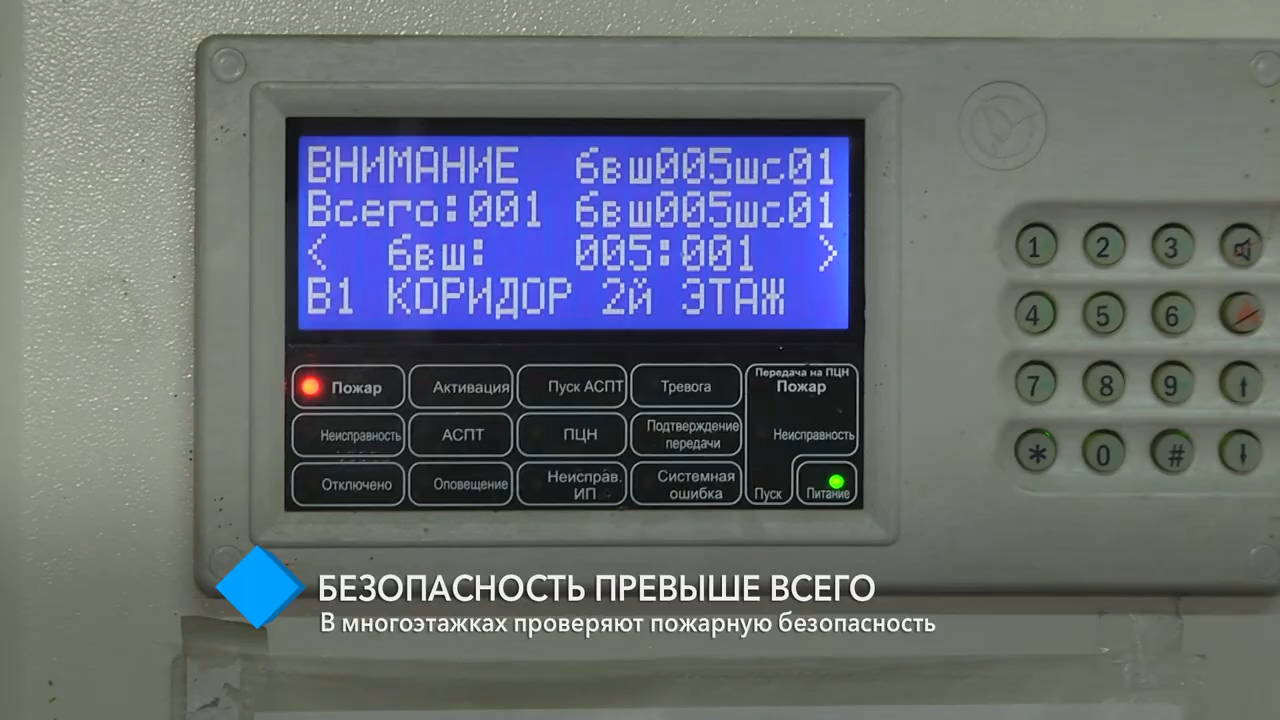 ВНИМАНИЕ 6вш005шс01
Всего:001 6вш005шс01
< 6вш: 005:001 >
В1 КОРИДОР 2й ЭТАЖ
Пожар
Активация
Пуск АСПТ
Тревога
Передача на ПЦН
Пожар
Неисправность
АСПТ
ПЦН
Подтверждение
передачи
Неисправность
Отключено
Оповещение
Неисправ.
ИП
Системная
ошибка
Пуск
Питание
1 2 3
4 5 6
7 8 9 ↑
* 0 # ↓
БЕЗОПАСНОСТЬ ПРЕВЫШЕ ВСЕГО
В многоэтажках проверяют пожарную безопасность